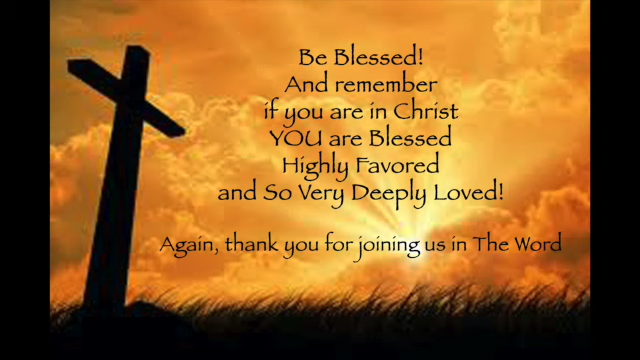 Be Blessed!
And remember
if you are in Christ
YOU are Blessed
Highly Favored
and So Very Deeply Loved!
Again, thank you for joining us in The Word